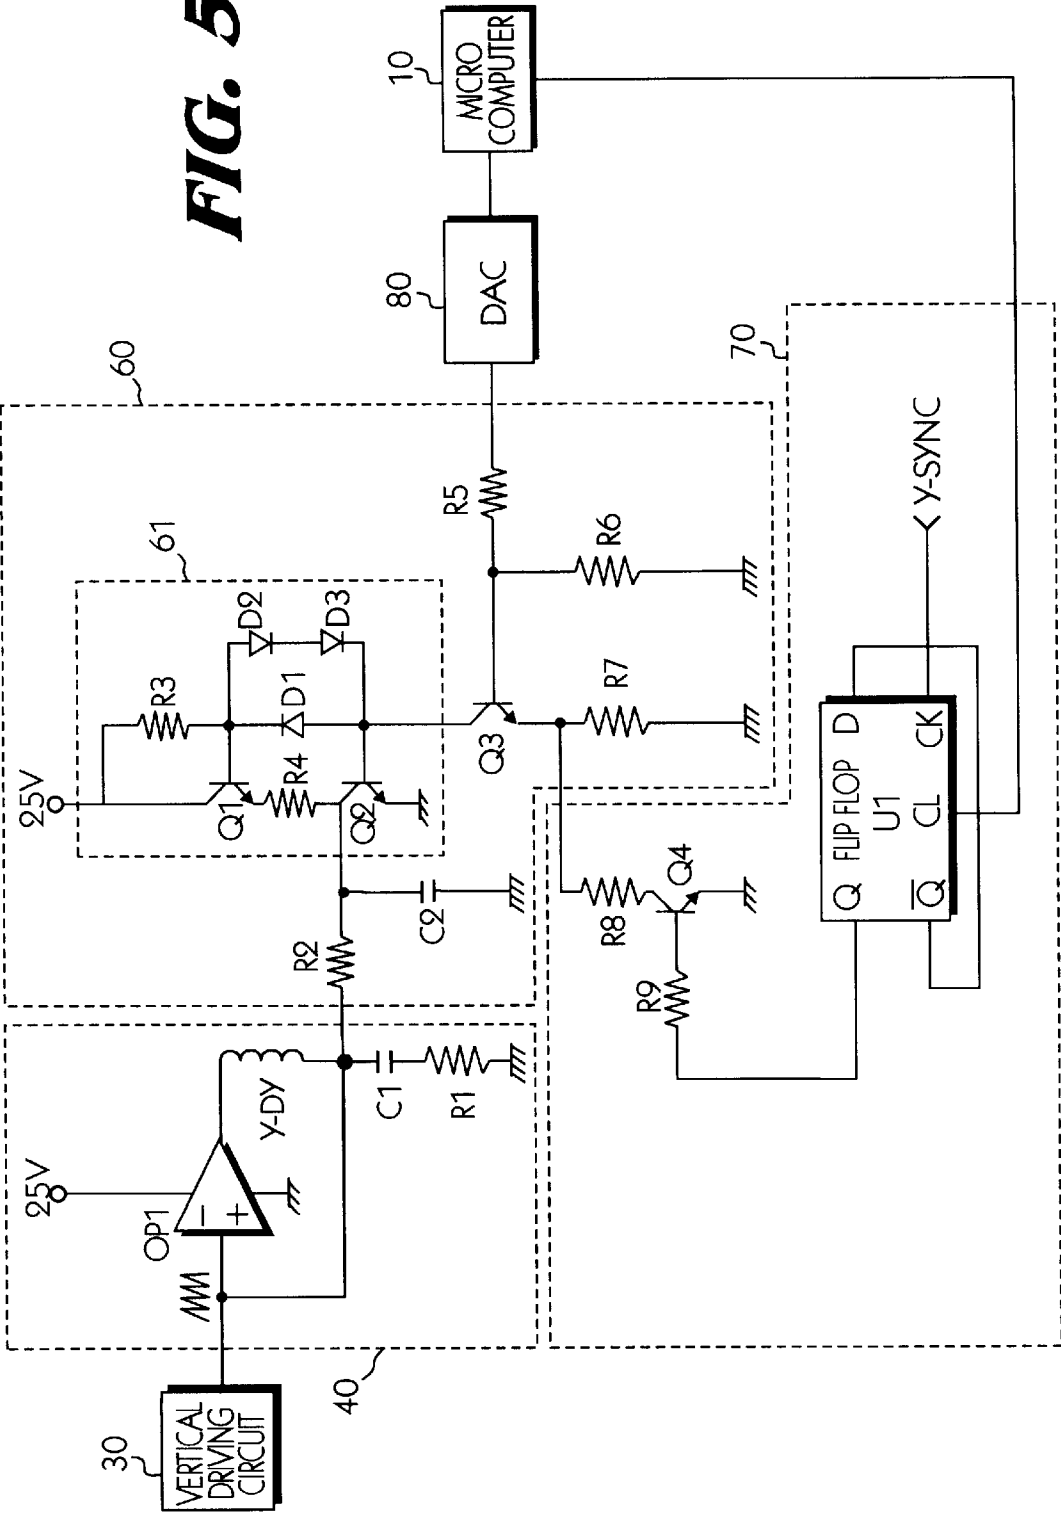 FIG. 5
30
VERTICAL
DRIVING
CIRCUIT
40
25V
OP1
−
+
Y-DY
C1
R1
60
R2
C2
61
25V
R3
Q1
R4
Q2
D1
D2
D3
Q3
R5
R6
R7
80
DAC
10
MICRO
COMPUTER
70
R8
Q4
R9
Q FLIP FLOP D
U1
Q CL CK
Y-SYNC